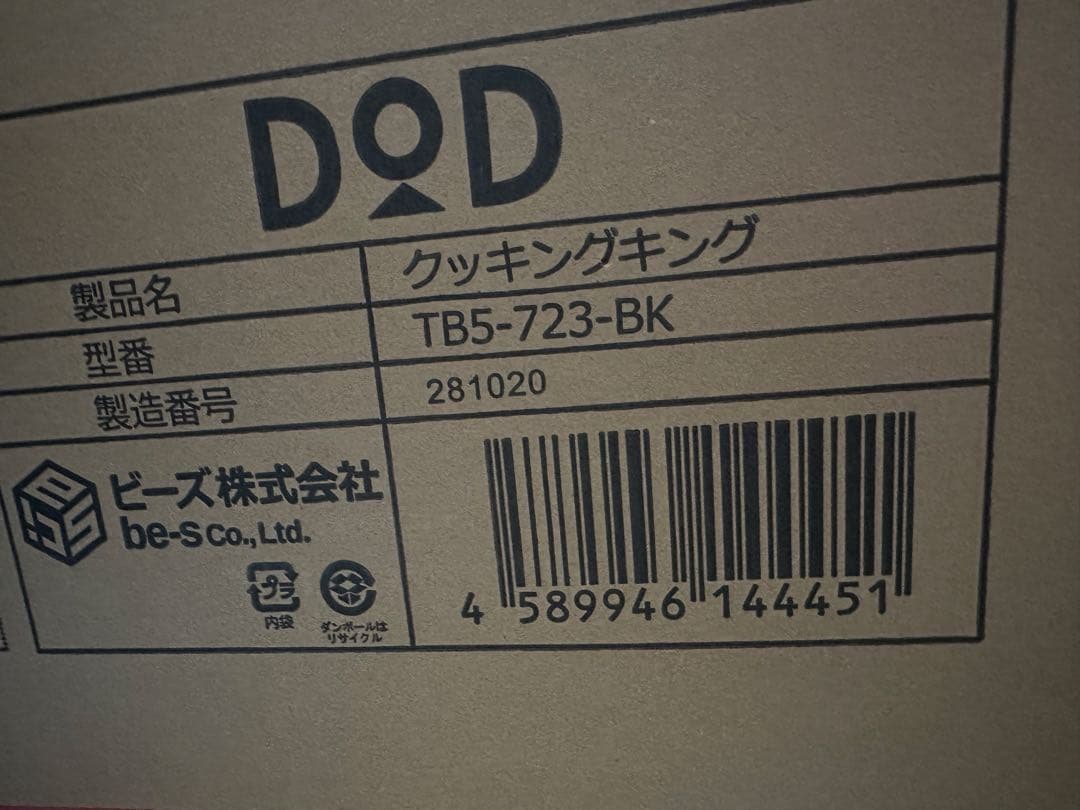 DOD
製品名 クッキングキング
型番 TB5-723-BK
製造番号 281020
ビーズ株式会社
be-s Co.,Ltd.
プラ
内袋
ダンボールは
リサイクル
4 589946 144451